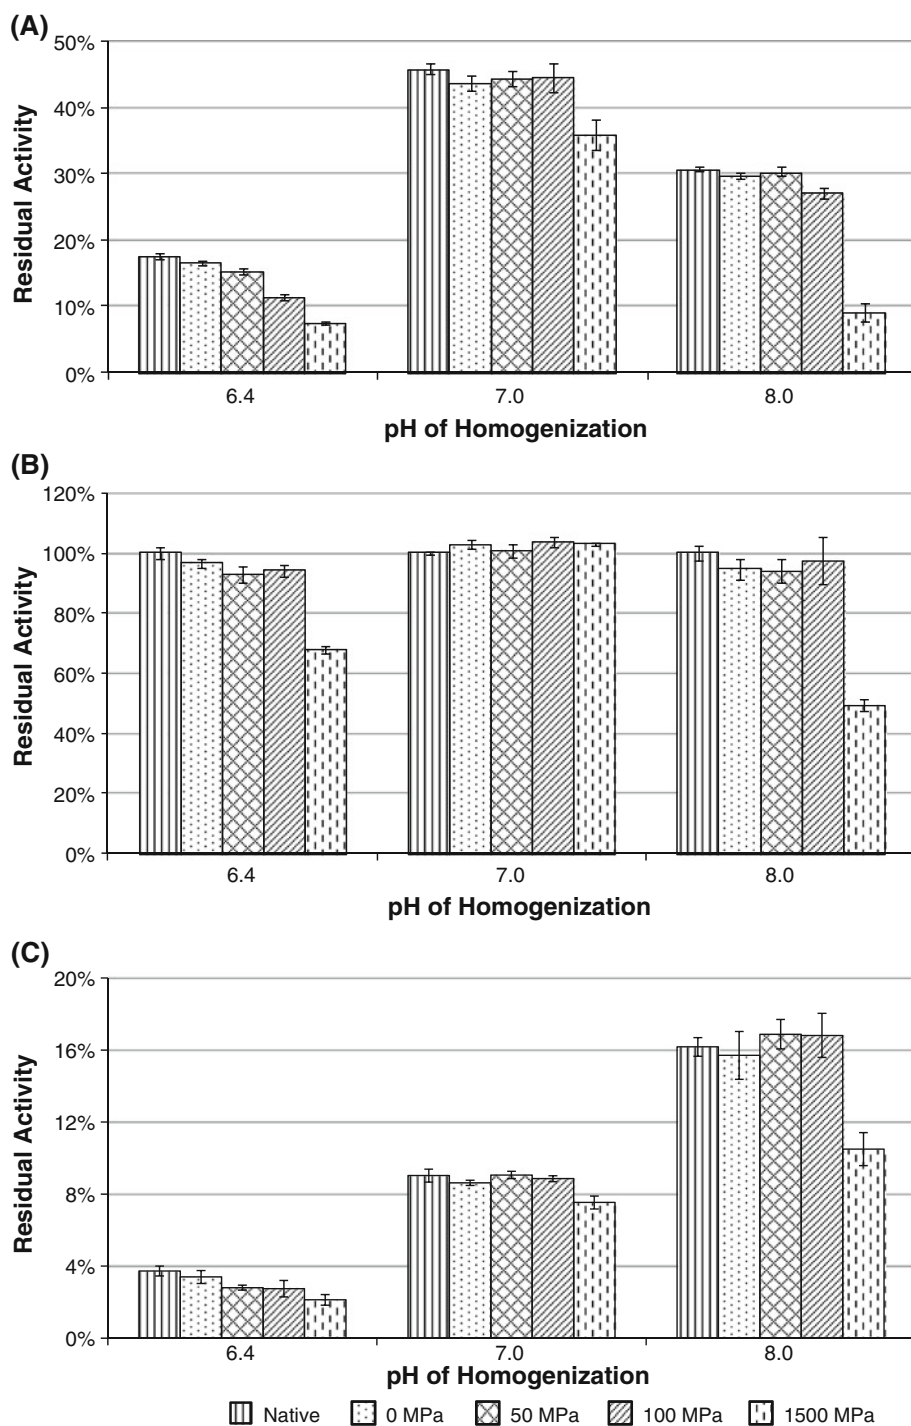 (A)
50%
40%
30%
20%
10%
0%
Residual Activity
6.4 7.0 8.0
pH of Homogenization
(B)
120%
100%
80%
60%
40%
20%
0%
Residual Activity
6.4 7.0 8.0
pH of Homogenization
(C)
20%
16%
12%
8%
4%
0%
Residual Activity
6.4 7.0 8.0
pH of Homogenization
Native 0 MPa 50 MPa 100 MPa 1500 MPa